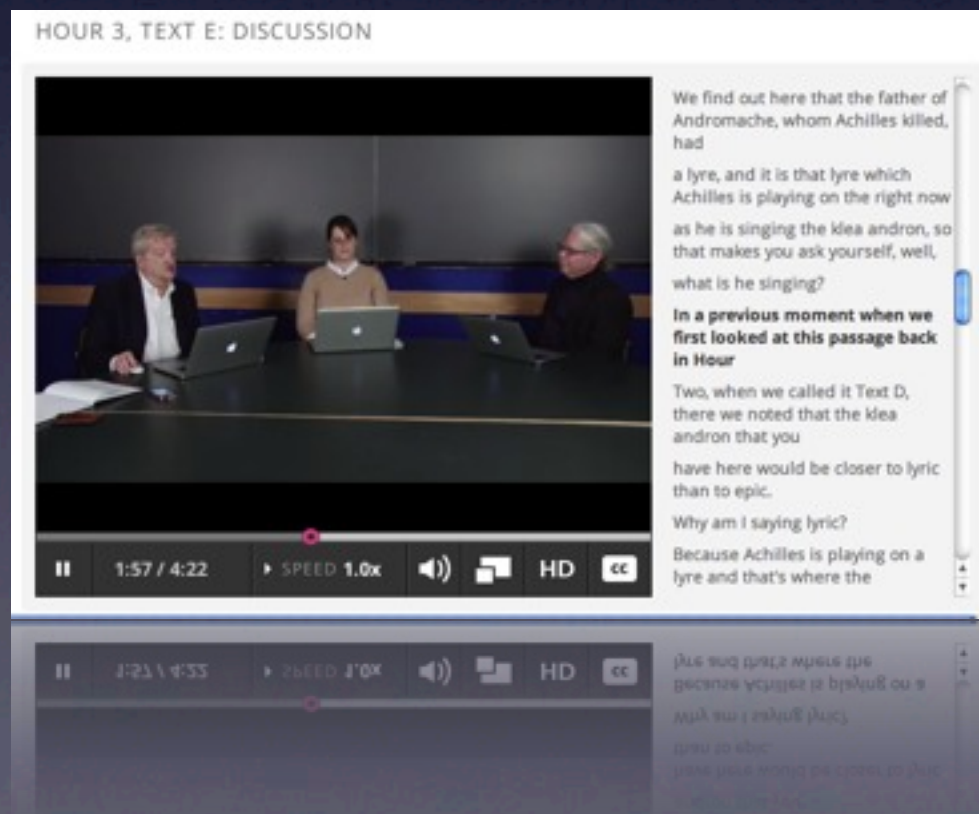 HOUR 3, TEXT E: DISCUSSION
We find out here that the father of
Andromache, whom Achilles killed,
had
a lyre, and it is that lyre which
Achilles is playing on the right now
as he is singing the klea andron, so
that makes you ask yourself, well,
what is he singing?
In a previous moment when we
first looked at this passage back
in Hour
Two, when we called it Text D,
there we noted that the klea
andron that you
have here would be closer to lyric
than to epic.
Why am I saying lyric?
Because Achilles is playing on a
lyre and that's where the
1:57 / 4:22
SPEED 1.0x
HD
cc